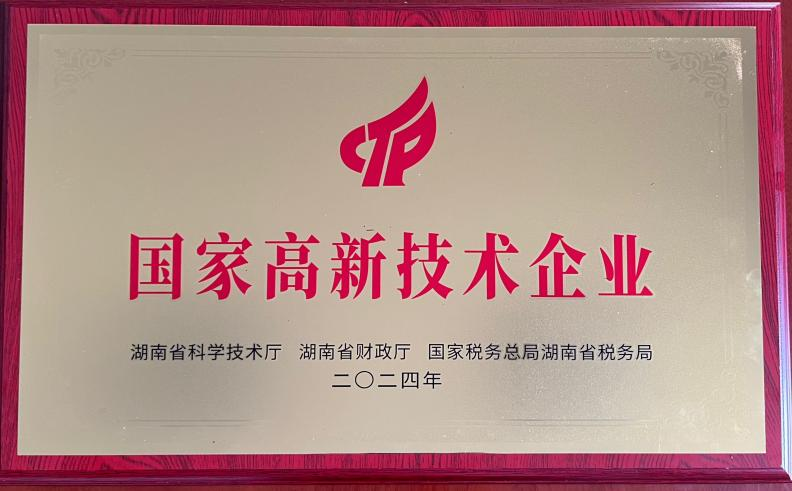 CTP
国家高新技术企业
湖南省科学技术厅 湖南省财政厅 国家税务总局湖南省税务局
二〇二四年